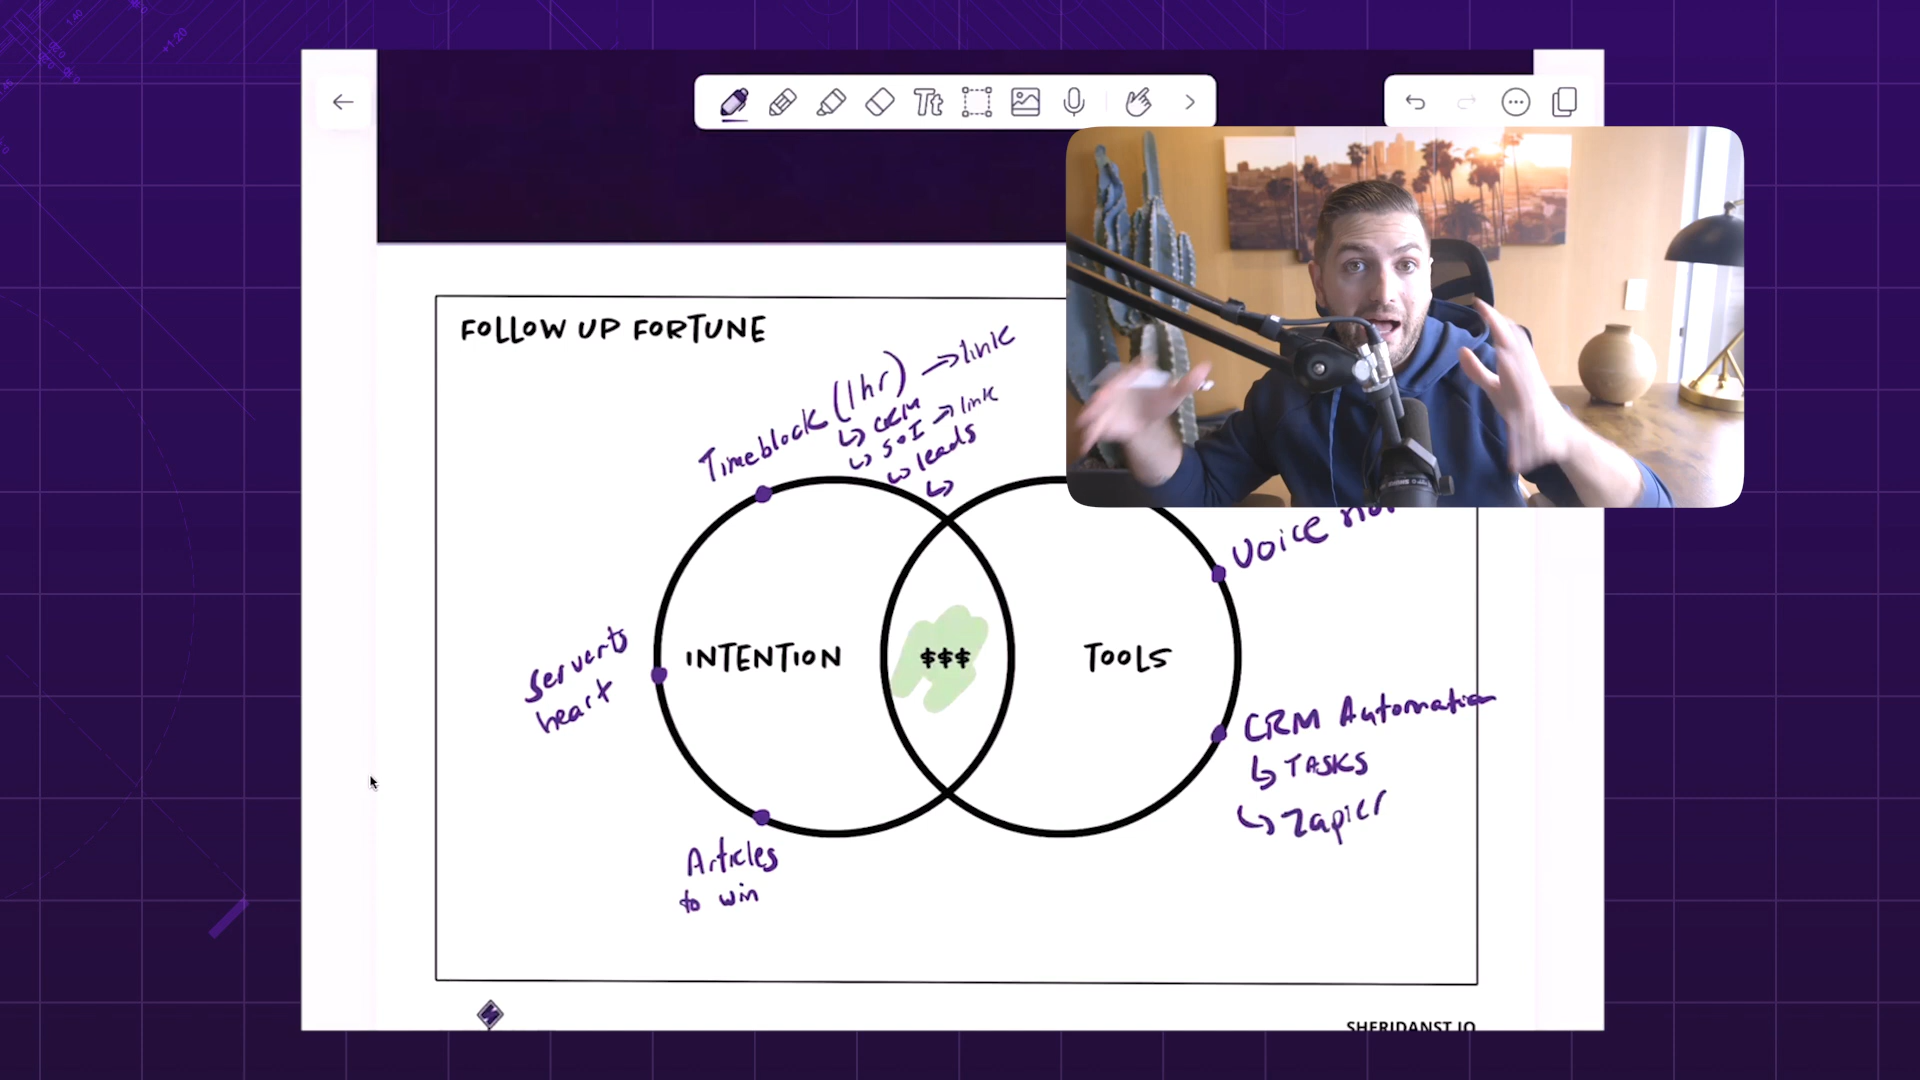 Tt
FOLLOW UP FORTUNE
Timeblock (1hr) → link
↳ CRM
↳ SOI → link
↳ leads
↳
Voice
INTENTION
$$$
TOOLS
heart
CRM Automation
↳ TASKS
↳ Zapier
Articles
to win
SHERIDANST.IO